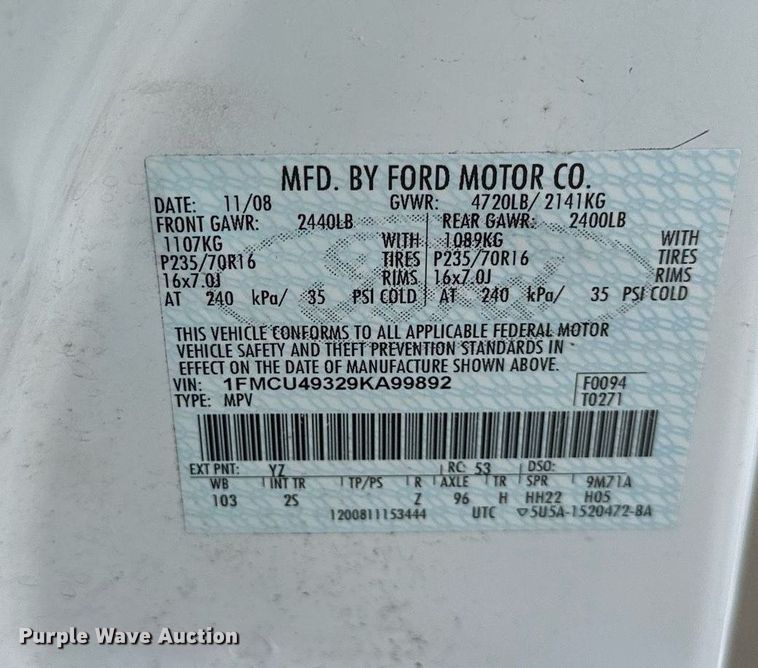 MFD. BY FORD MOTOR CO.
DATE: 11/08 GVWR: 4720LB/ 2141KG
FRONT GAWR: 2440LB REAR GAWR: 2400LB
1107KG WITH 1089KG WITH
P235/70R16 TIRES P235/70R16 TIRES
16x7.0J RIMS 16x7.0J RIMS
AT 240 kPa/ 35 PSI COLD AT 240 kPa/ 35 PSI COLD
THIS VEHICLE CONFORMS TO ALL APPLICABLE FEDERAL MOTOR
VEHICLE SAFETY AND THEFT PREVENTION STANDARDS IN
EFFECT ON THE DATE OF MANUFACTURE SHOWN ABOVE.
VIN: 1FMCU49329KA99892 F0094
TYPE: MPV T0271
EXT PNT: YZ RC: 53 DSO:
WB INT TR TP/PS R AXLE TR SPR 9M71A
103 2S Z 96 H HH22 H05
1200811153444 UTC ▽5U5A-1520472-BA
Purple Wave Auction